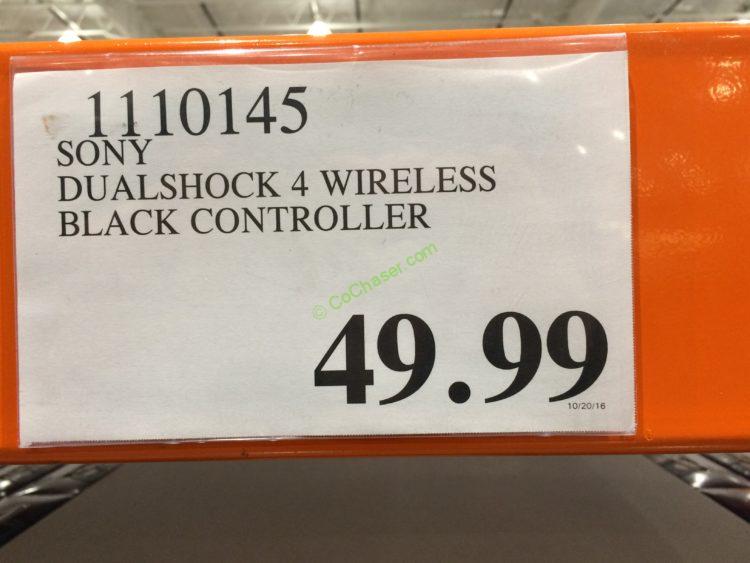 1110145
SONY
DUALSHOCK 4 WIRELESS
BLACK CONTROLLER
© CoChaser.com
49.99
10/20/16